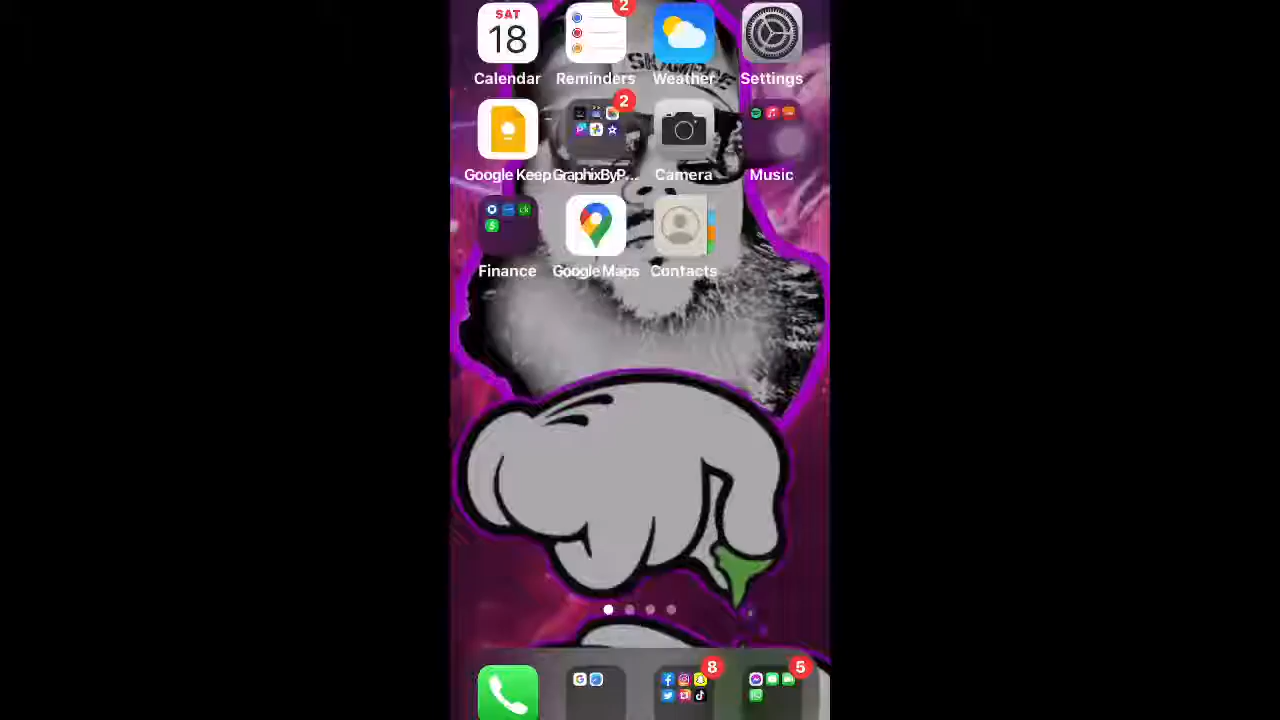 SAT
18
2
Calendar
Reminders
Weather
Settings
2
Google Keep
GraphixByP...
Camera
Music
Finance
Google Maps
Contacts
8
5